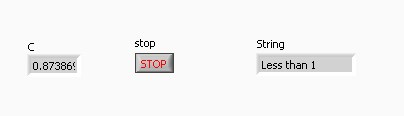 C
0.873869
stop
STOP
String
Less than 1